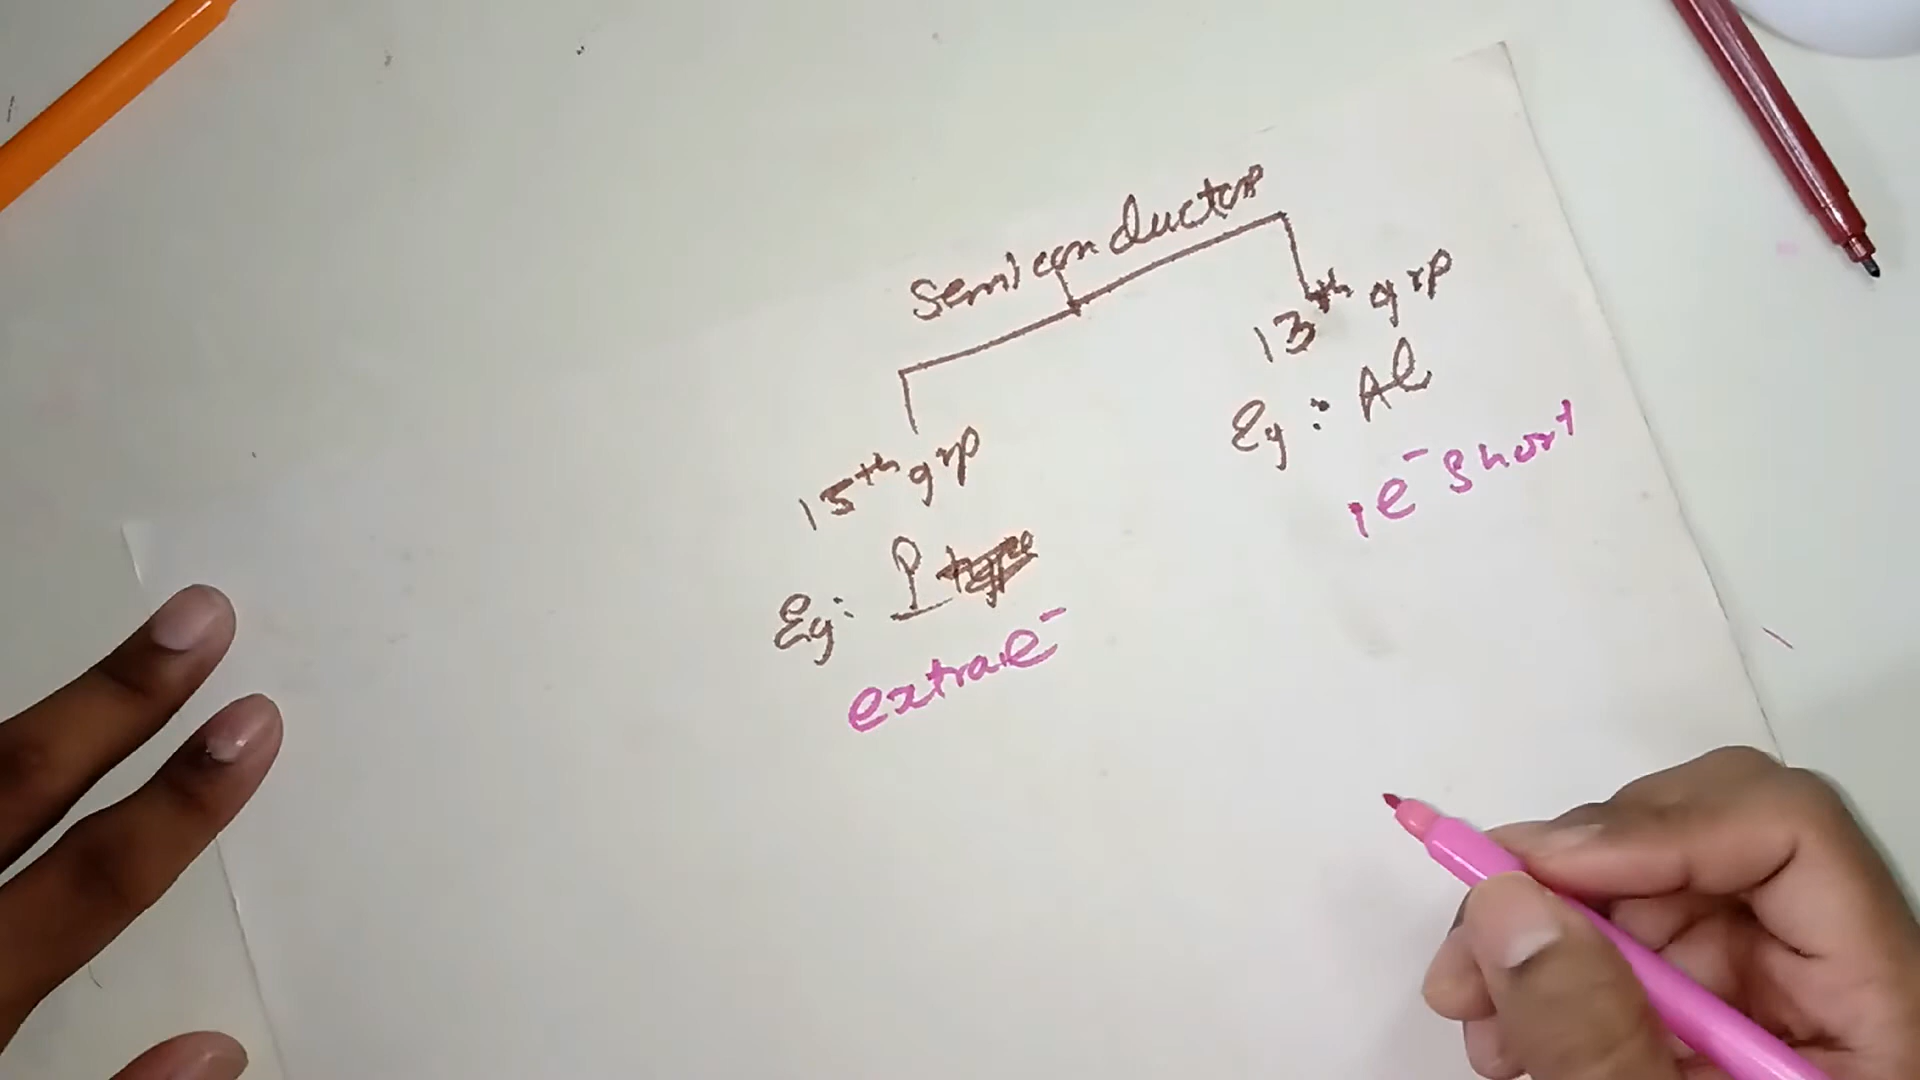 Semiconductor
15th grp
Eg: P
extra e-
13th grp
Eg: Al
1e- short